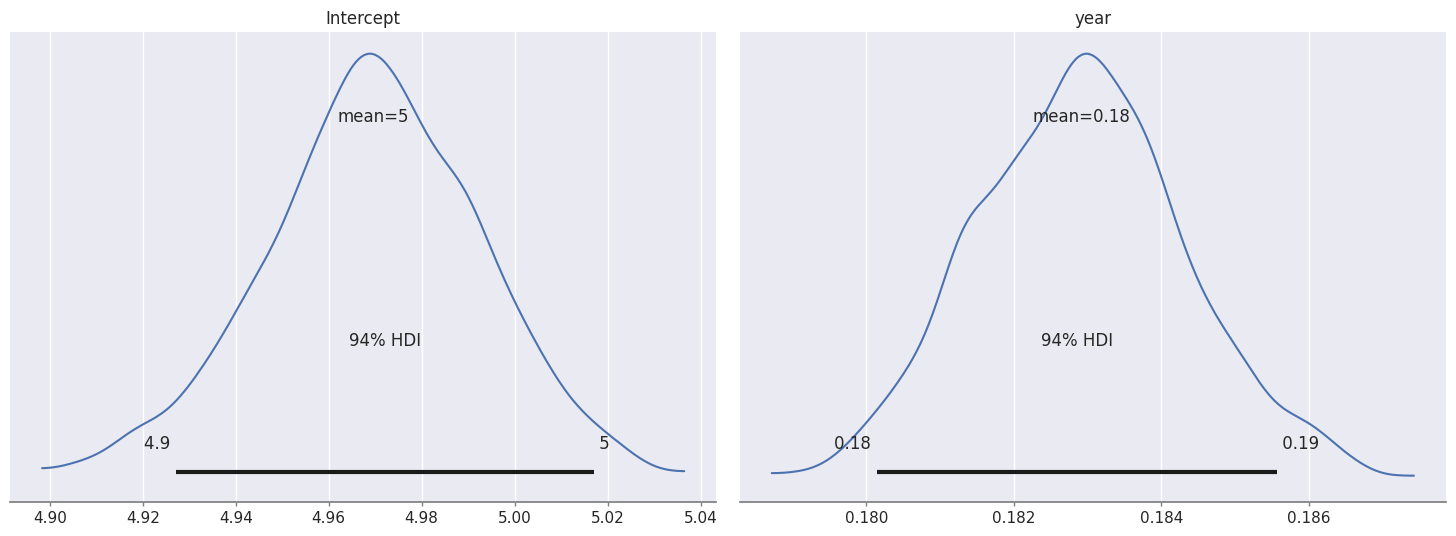 Intercept
mean=5
94% HDI
4.9
5
4.90 4.92 4.94 4.96 4.98 5.00 5.02 5.04
year
mean=0.18
94% HDI
0.18
0.19
0.180 0.182 0.184 0.186